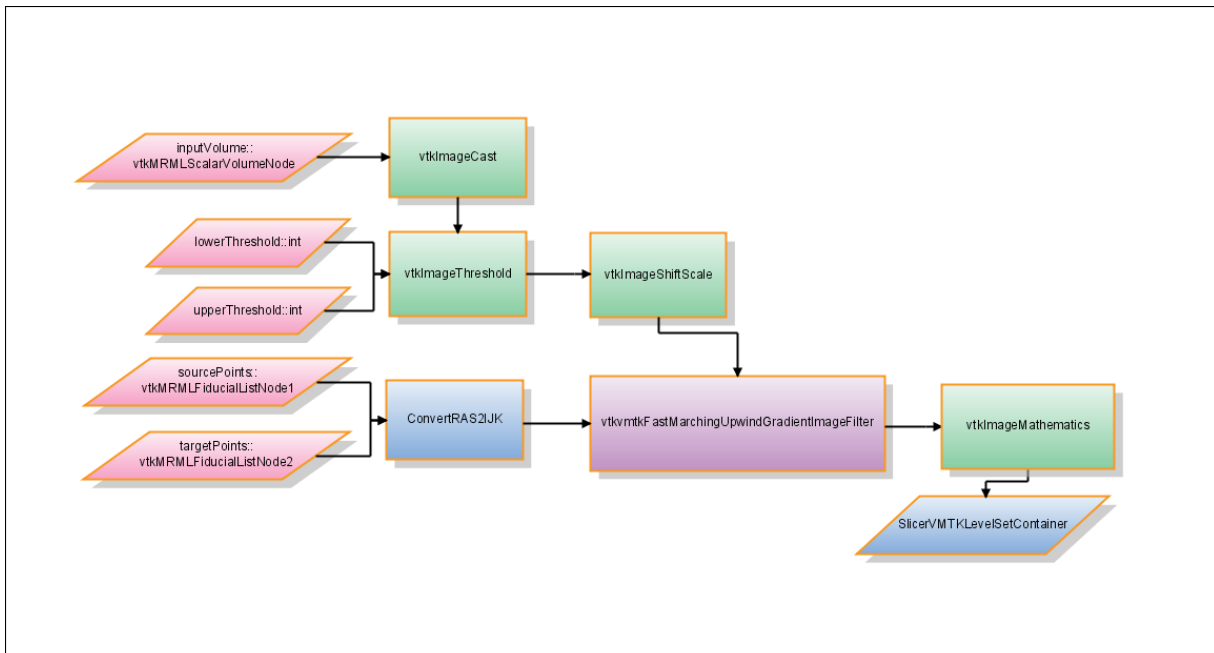 inputVolume::
vtkMRMLScalarVolumeNode
vtkImageCast
lowerThreshold::int
vtkImageThreshold
vtkImageShiftScale
upperThreshold::int
sourcePoints::
vtkMRMLFiducialListNode1
ConvertRAS2IJK
vtkvmtkFastMarchingUpwindGradientImageFilter
vtkImageMathematics
targetPoints::
vtkMRMLFiducialListNode2
SlicerVMTKLevelSetContainer